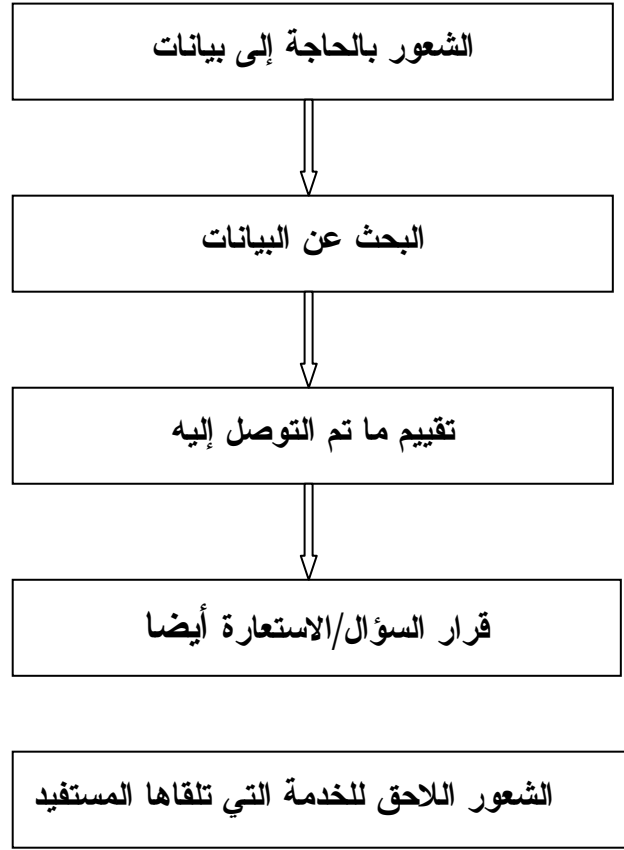 الشعور بالحاجة إلى بيانات
البحث عن البيانات
تقييم ما تم التوصل إليه
قرار السؤال/الاستعارة أيضا
الشعور اللاحق للخدمة التي تلقاها المستفيد